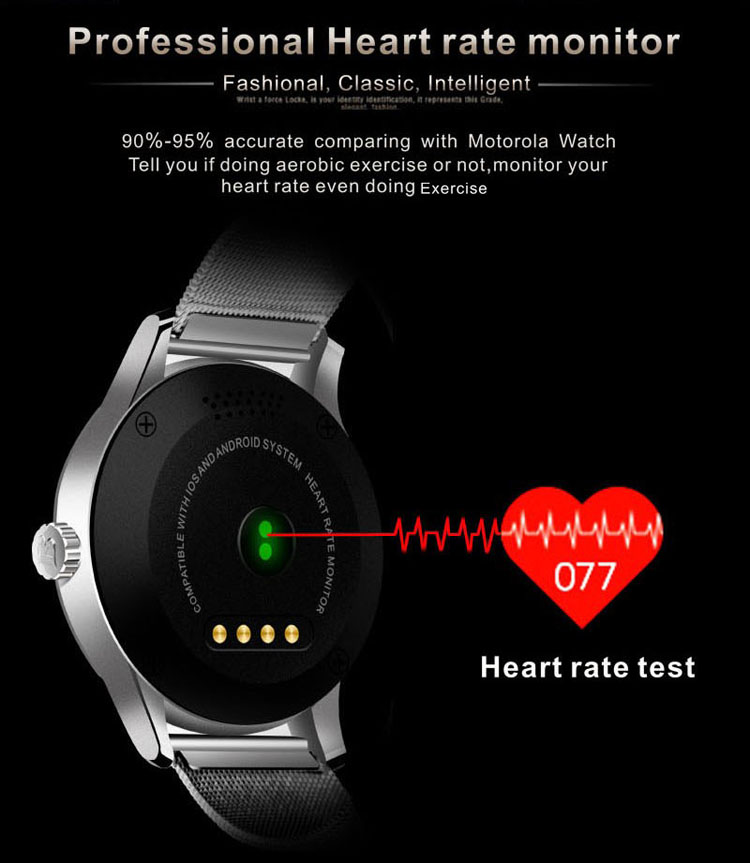 Professional Heart rate monitor
Fashional, Classic, Intelligent
Wrist a force Locke, is your identity identification, it represents this Grade,
elegant, fashion.
90%-95% accurate comparing with Motorola Watch
Tell you if doing aerobic exercise or not,monitor your
heart rate even doing Exercise
COMPATIBLE WITH IOS AND ANDROID SYSTEM
HEART RATE MONITOR
077
Heart rate test